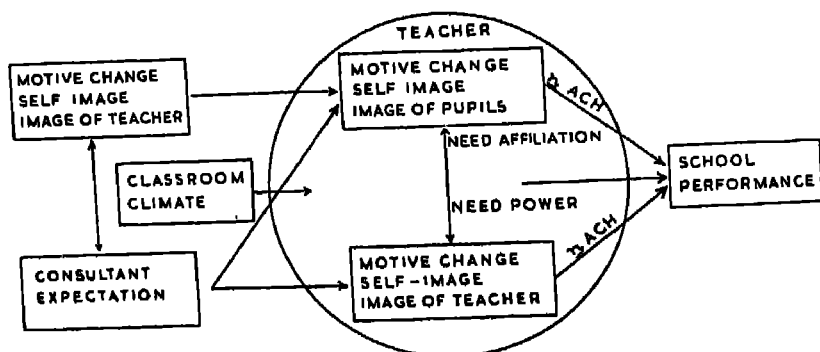 TEACHER
MOTIVE CHANGE
SELF IMAGE
IMAGE OF TEACHER
MOTIVE CHANGE
SELF IMAGE
IMAGE OF PUPILS
n ACH
NEED AFFILIATION
CLASSROOM
CLIMATE
SCHOOL
PERFORMANCE
NEED POWER
n ACH
CONSULTANT
EXPECTATION
MOTIVE CHANGE
SELF-IMAGE
IMAGE OF TEACHER